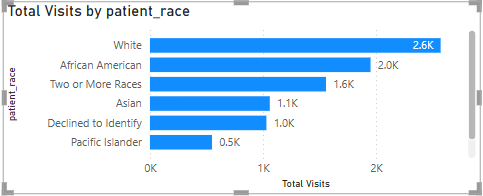 Total Visits by patient_race
patient_race
White 2.6K
African American 2.0K
Two or More Races 1.6K
Asian 1.1K
Declined to Identify 1.0K
Pacific Islander 0.5K
0K 1K 2K
Total Visits